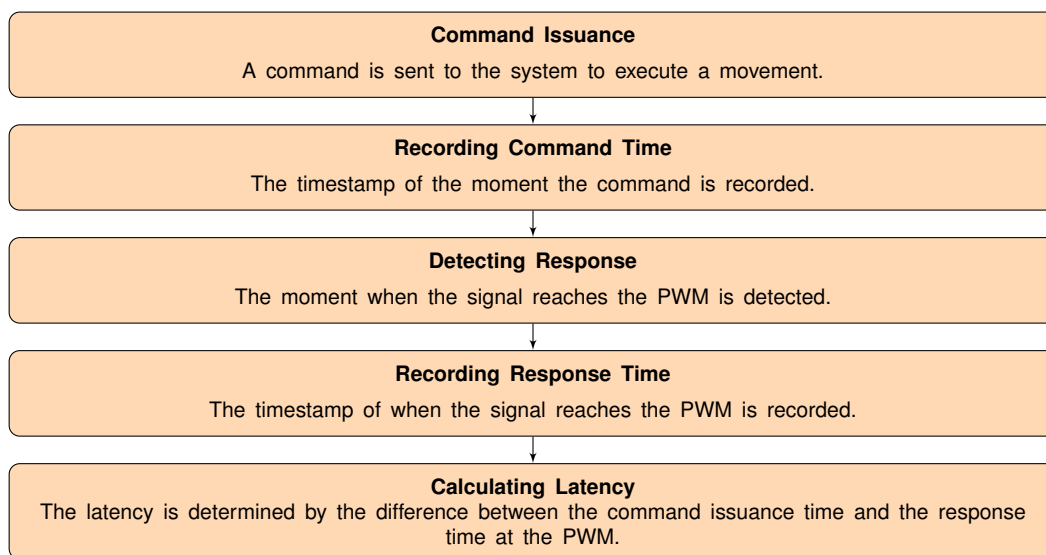 Command Issuance
A command is sent to the system to execute a movement.
Recording Command Time
The timestamp of the moment the command is recorded.
Detecting Response
The moment when the signal reaches the PWM is detected.
Recording Response Time
The timestamp of when the signal reaches the PWM is recorded.
Calculating Latency
The latency is determined by the difference between the command issuance time and the response
time at the PWM.